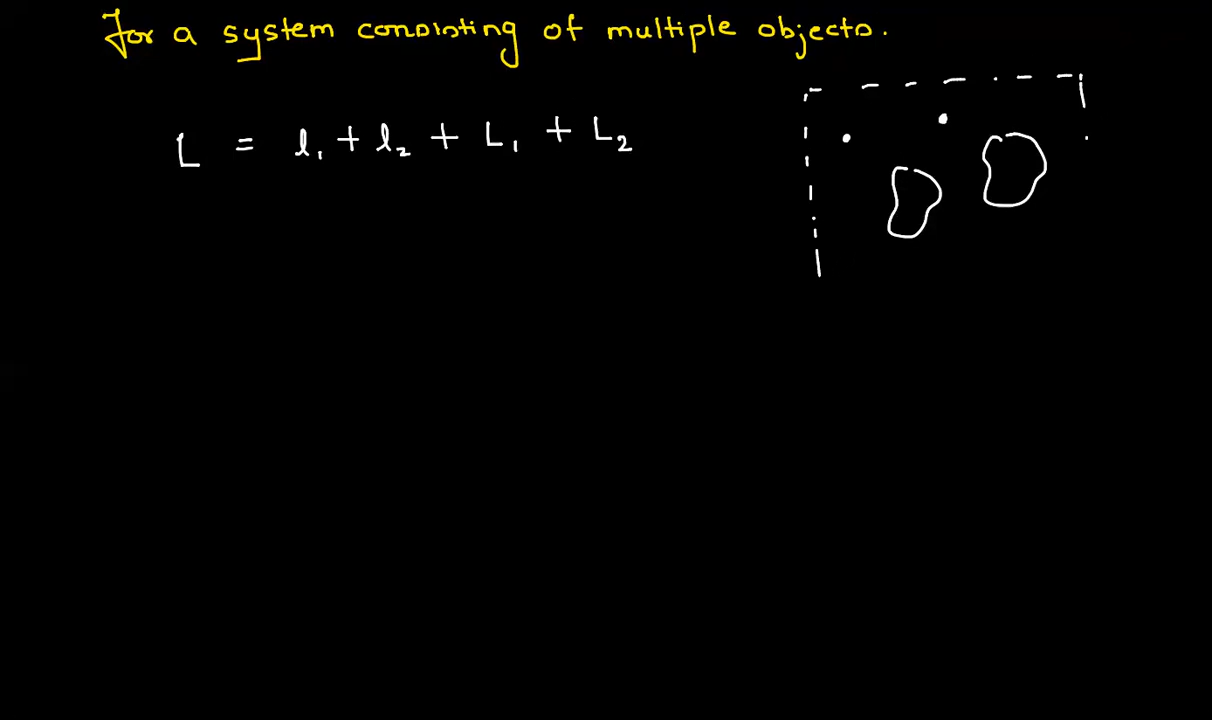 For a system consisting of multiple objects.
L = l₁ + l₂ + L₁ + L₂